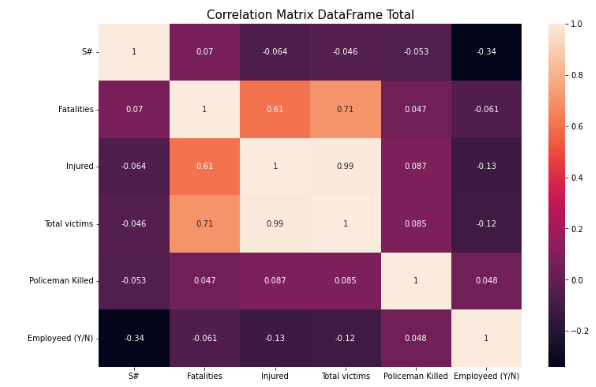 Correlation Matrix DataFrame Total
S# 1 0.07 -0.064 -0.046 -0.053 -0.34
Fatalities 0.07 1 0.61 0.71 0.047 -0.061
Injured -0.064 0.61 1 0.99 0.087 -0.13
Total victims -0.046 0.71 0.99 1 0.085 -0.12
Policeman Killed -0.053 0.047 0.087 0.085 1 0.048
Employeed (Y/N) -0.34 -0.061 -0.13 -0.12 0.048 1
S# Fatalities Injured Total victims Policeman Killed Employeed (Y/N)
1.0
0.8
0.6
0.4
0.2
0.0
−0.2